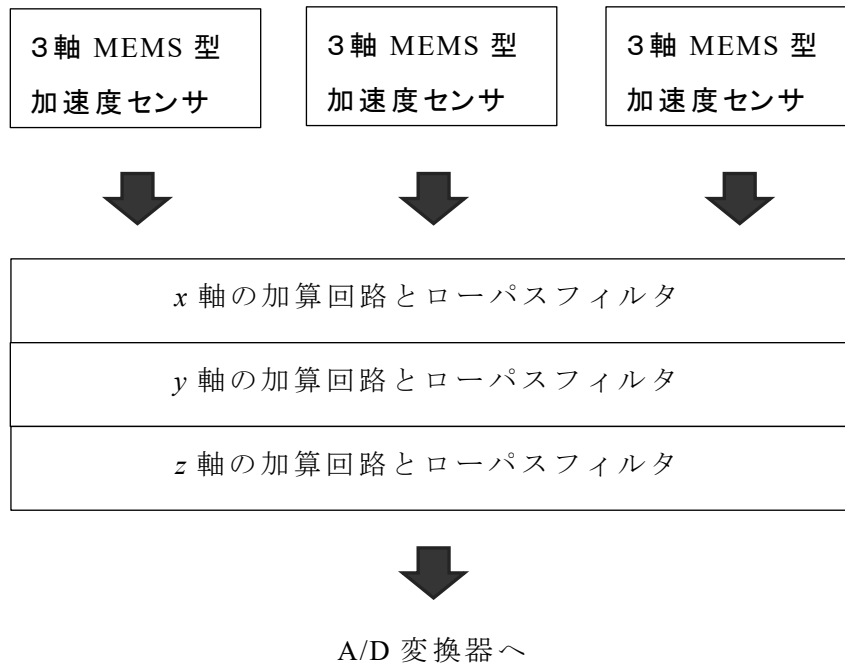 ３軸 MEMS 型
加速度センサ
３軸 MEMS 型
加速度センサ
３軸 MEMS 型
加速度センサ
x 軸の加算回路とローパスフィルタ
y 軸の加算回路とローパスフィルタ
z 軸の加算回路とローパスフィルタ
A/D 変換器へ